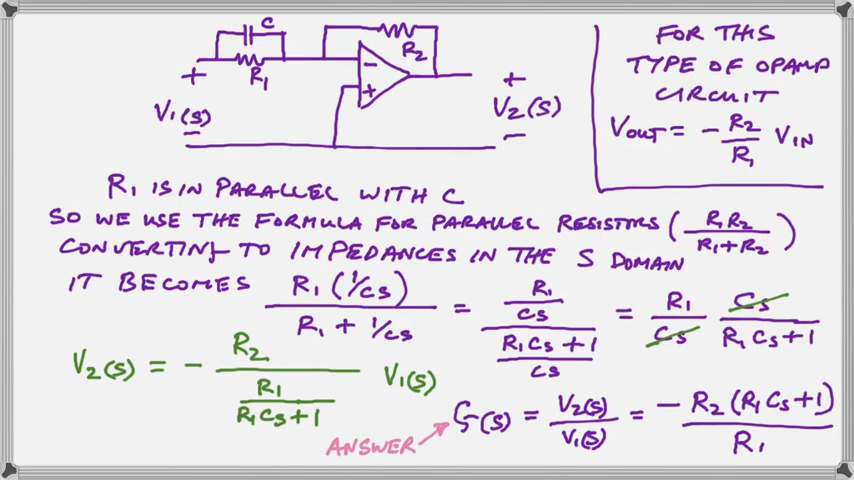 C
R1
R2
+
-
+
V1(s)
-
+
V2(s)
-
FOR THIS
TYPE OF OPAMP
CIRCUIT
VOUT = - R2/R1 VIN
R1 IS IN PARALLEL WITH C
SO WE USE THE FORMULA FOR PARALLEL RESISTORS (R1R2 / R1+R2)
CONVERTING TO IMPEDANCES IN THE S DOMAIN
IT BECOMES R1(1/Cs) / R1 + 1/Cs = (R1/Cs) / ((R1Cs+1)/Cs) = R1/Cs Cs/(R1Cs+1)
V2(s) = - R2 / (R1/(R1Cs+1)) V1(s)
G(s) = V2(s)/V1(s) = - R2(R1Cs+1) / R1
ANSWER